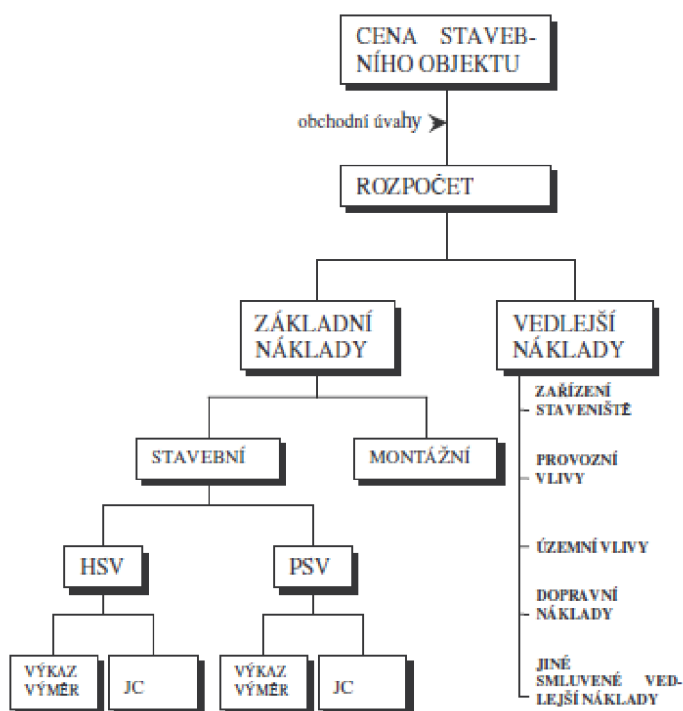 CENA STAVEB-
NÍHO OBJEKTU
obchodní úvahy
ROZPOČET
ZÁKLADNÍ
NÁKLADY
VEDLEJŠÍ
NÁKLADY
ZAŘÍZENÍ
STAVENIŠTĚ
STAVEBNÍ
MONTÁŽNÍ
PROVOZNÍ
VLIVY
HSV
PSV
ÚZEMNÍ VLIVY
DOPRAVNÍ
NÁKLADY
VÝKAZ
VÝMĚR
JC
VÝKAZ
VÝMĚR
JC
JINÉ
SMLUVENÉ VED-
LEJŠÍ NÁKLADY